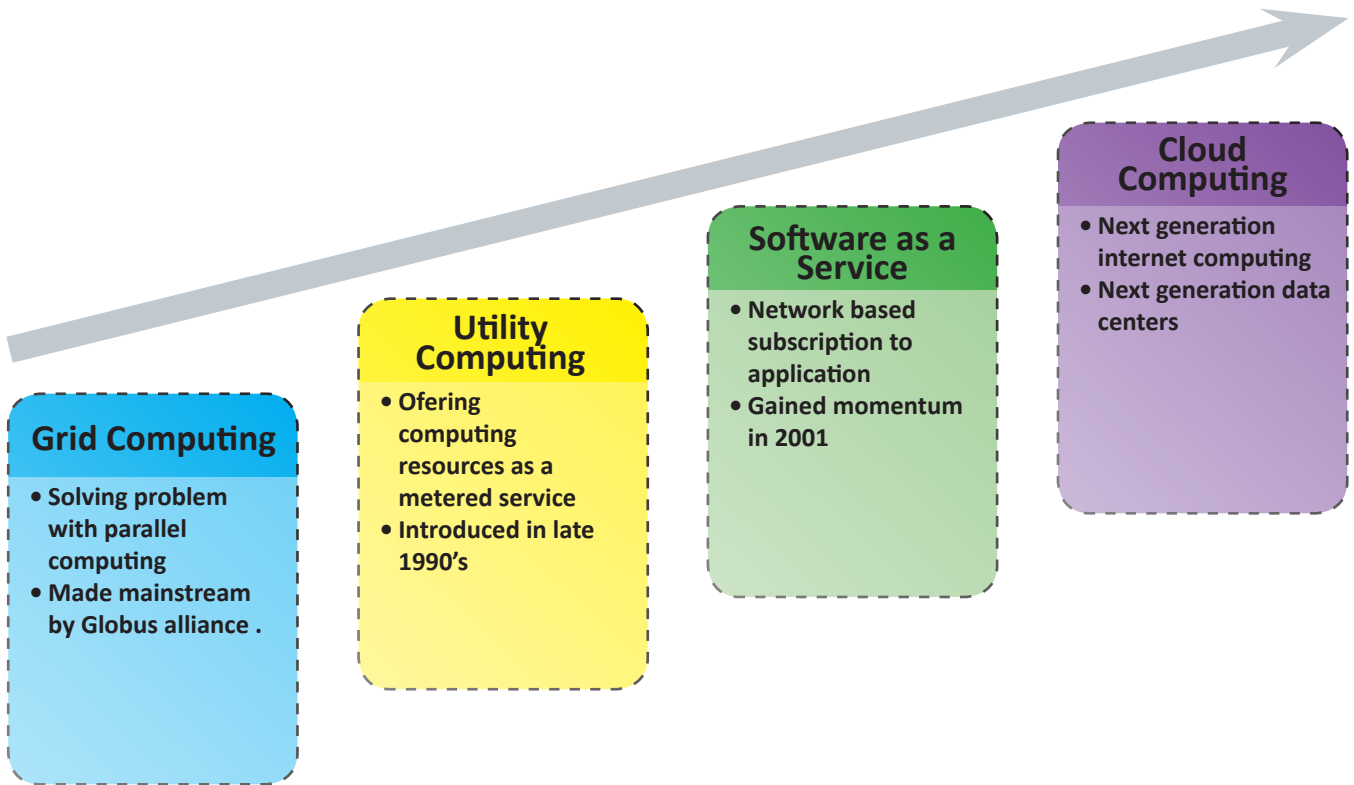 Grid Computing
• Solving problem
with parallel
computing
• Made mainstream
by Globus alliance .
Utility
Computing
• Ofering
computing
resources as a
metered service
• Introduced in late
1990’s
Software as a
Service
• Network based
subscription to
application
• Gained momentum
in 2001
Cloud
Computing
• Next generation
internet computing
• Next generation data
centers